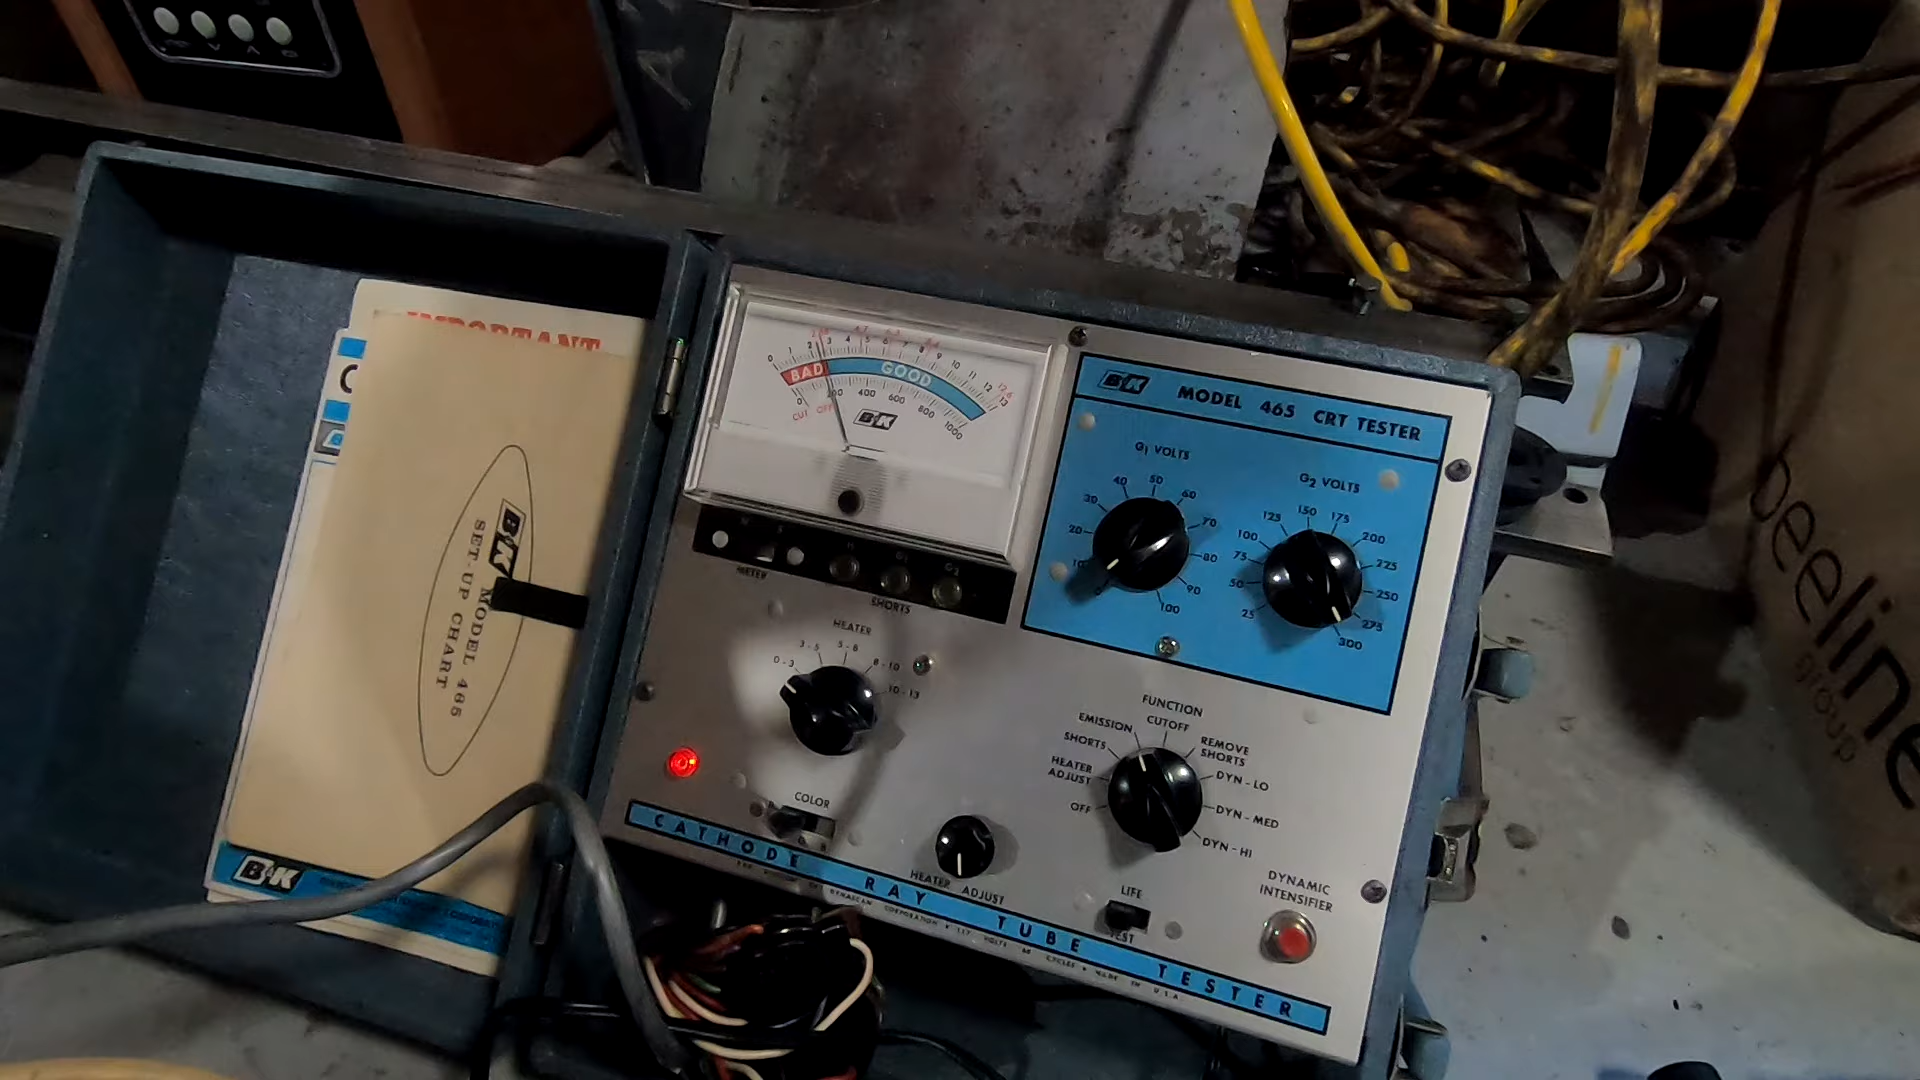 IMPORTANT
B&K MODEL 465
SET-UP CHART
B&K
0 1 2 3 4 5 6 7 8 9 10 11 12 13
BAD GOOD
0 200 400 600 800 1000
CUT OFF
B&K
METER
SHORTS
B&K MODEL 465 CRT TESTER
G1 VOLTS
0 10 20 30 40 50 60 70 80 90 100
G2 VOLTS
25 50 75 100 125 150 175 200 225 250 275 300
HEATER
0-3 3-5 5-8 8-10 10-13
FUNCTION
OFF
HEATER ADJUST
SHORTS
EMISSION
CUTOFF
REMOVE SHORTS
DYN-LO
DYN-MED
DYN-HI
COLOR
HEATER ADJUST
LIFE
TEST
DYNAMIC
INTENSIFIER
CATHODE RAY TUBE TESTER
beeline
group